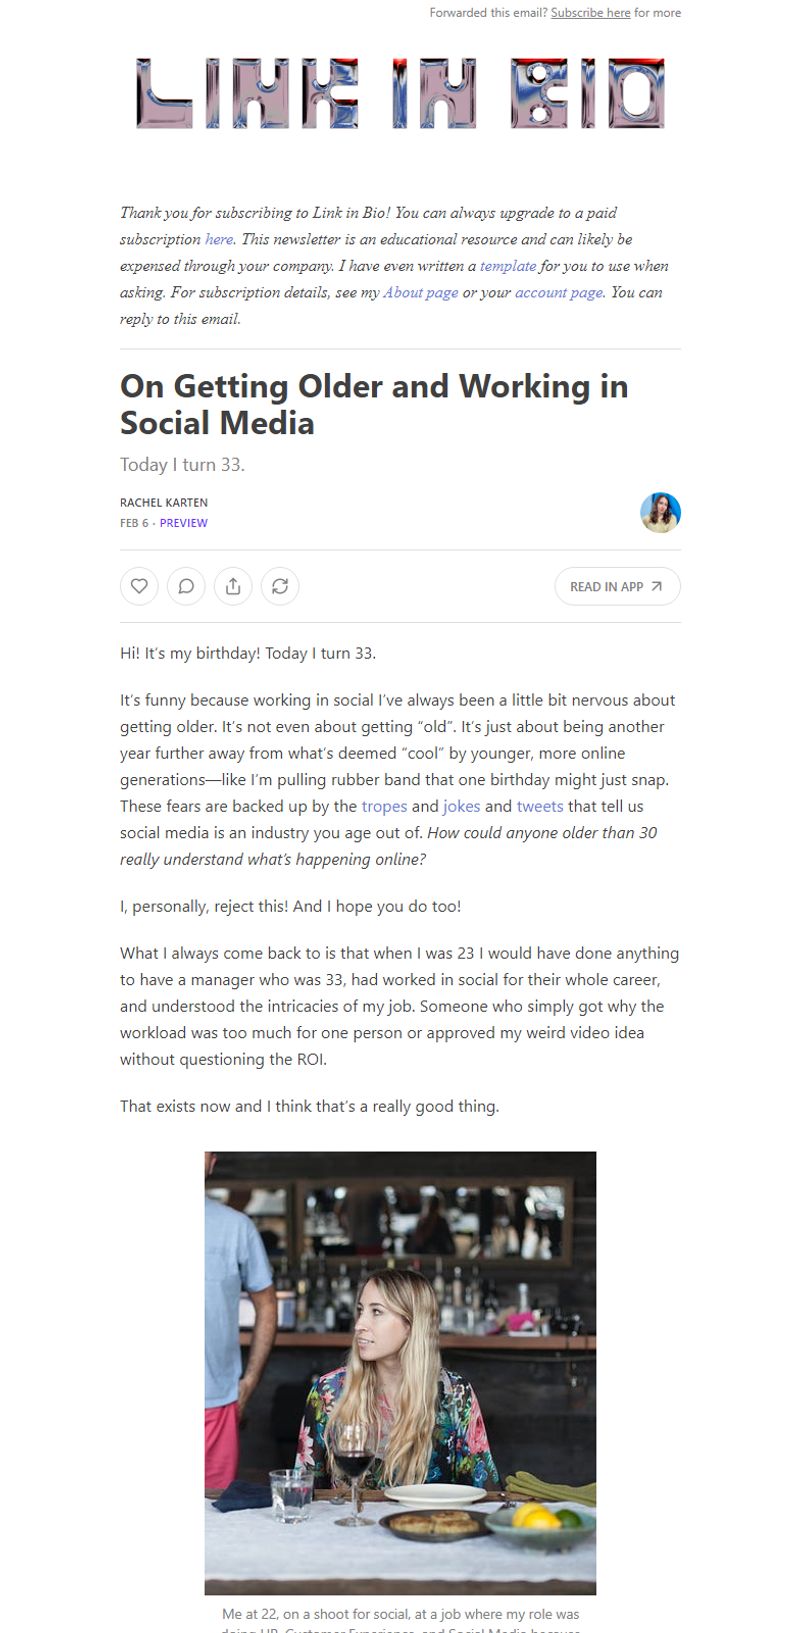 Forwarded this email? Subscribe here for more
LINK IN BIO
Thank you for subscribing to Link in Bio! You can always upgrade to a paid
subscription here. This newsletter is an educational resource and can likely be
expensed through your company. I have even written a template for you to use when
asking. For subscription details, see my About page or your account page. You can
reply to this email.
On Getting Older and Working in
Social Media
Today I turn 33.
RACHEL KARTEN
FEB 6 · PREVIEW
READ IN APP
Hi! It's my birthday! Today I turn 33.
It's funny because working in social I've always been a little bit nervous about
getting older. It's not even about getting “old”. It's just about being another
year further away from what's deemed “cool” by younger, more online
generations—like I'm pulling rubber band that one birthday might just snap.
These fears are backed up by the tropes and jokes and tweets that tell us
social media is an industry you age out of. How could anyone older than 30
really understand what's happening online?
I, personally, reject this! And I hope you do too!
What I always come back to is that when I was 23 I would have done anything
to have a manager who was 33, had worked in social for their whole career,
and understood the intricacies of my job. Someone who simply got why the
workload was too much for one person or approved my weird video idea
without questioning the ROI.
That exists now and I think that's a really good thing.
Me at 22, on a shoot for social, at a job where my role was
doing HR, Customer Experience, and Social Media because